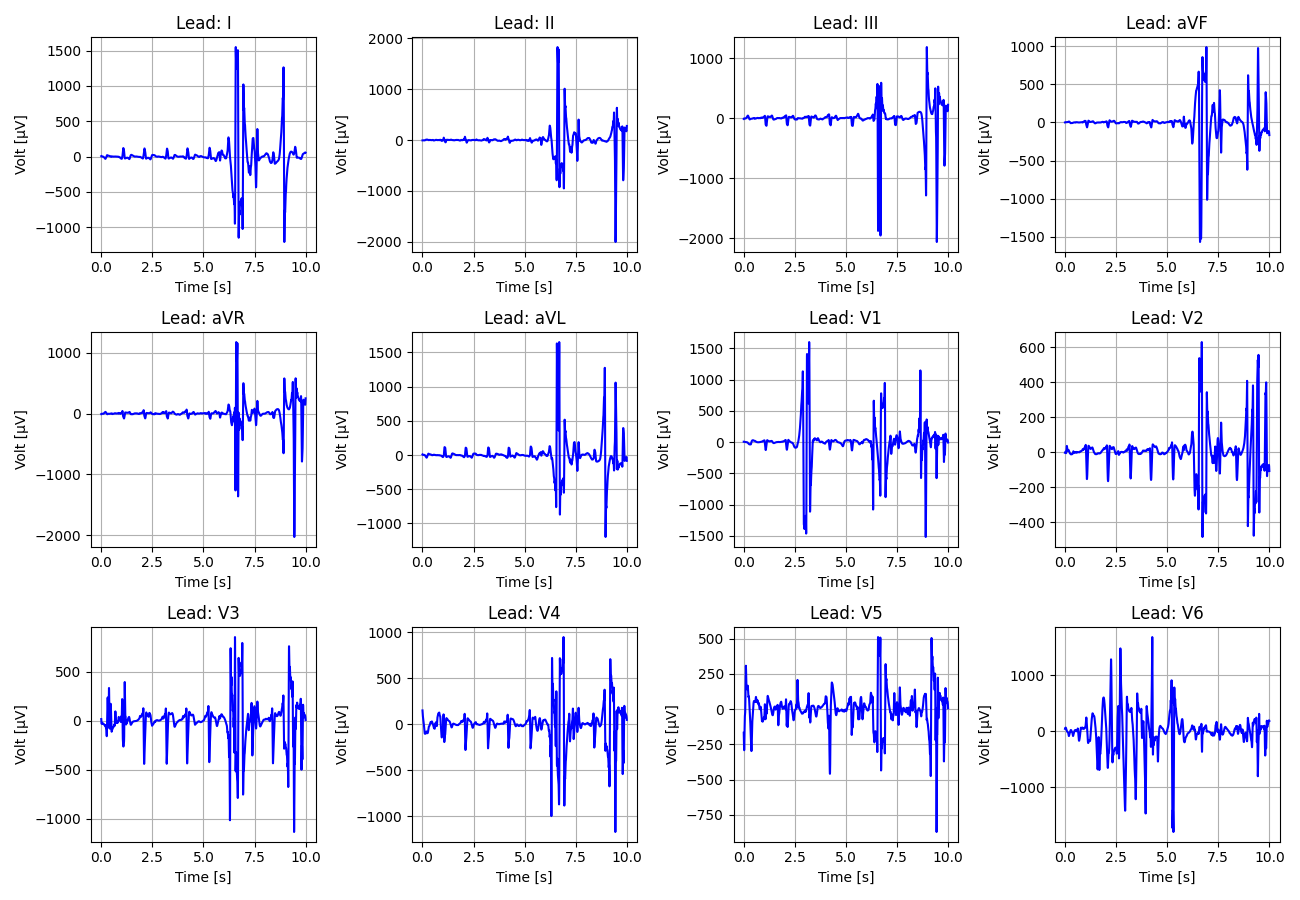 Lead: I
Volt [µV]
1500
1000
500
0
−500
−1000
0.0 2.5 5.0 7.5 10.0
Time [s]
Lead: II
Volt [µV]
2000
1000
0
−1000
−2000
0.0 2.5 5.0 7.5 10.0
Time [s]
Lead: III
Volt [µV]
1000
0
−1000
−2000
0.0 2.5 5.0 7.5 10.0
Time [s]
Lead: aVF
Volt [µV]
1000
500
0
−500
−1000
−1500
0.0 2.5 5.0 7.5 10.0
Time [s]
Lead: aVR
Volt [µV]
1000
0
−1000
−2000
0.0 2.5 5.0 7.5 10.0
Time [s]
Lead: aVL
Volt [µV]
1500
1000
500
0
−500
−1000
0.0 2.5 5.0 7.5 10.0
Time [s]
Lead: V1
Volt [µV]
1500
1000
500
0
−500
−1000
−1500
0.0 2.5 5.0 7.5 10.0
Time [s]
Lead: V2
Volt [µV]
600
400
200
0
−200
−400
0.0 2.5 5.0 7.5 10.0
Time [s]
Lead: V3
Volt [µV]
500
0
−500
−1000
0.0 2.5 5.0 7.5 10.0
Time [s]
Lead: V4
Volt [µV]
1000
500
0
−500
−1000
0.0 2.5 5.0 7.5 10.0
Time [s]
Lead: V5
Volt [µV]
500
250
0
−250
−500
−750
0.0 2.5 5.0 7.5 10.0
Time [s]
Lead: V6
Volt [µV]
1000
0
−1000
0.0 2.5 5.0 7.5 10.0
Time [s]